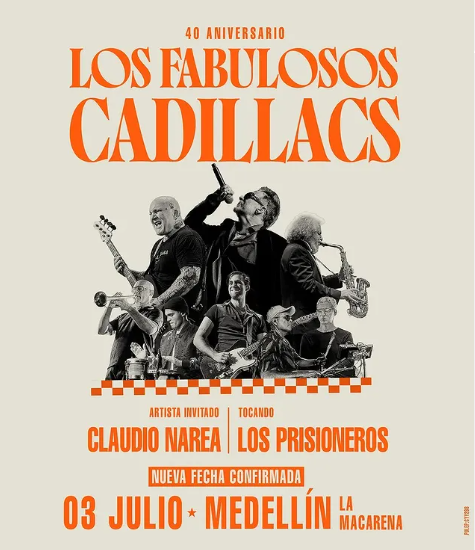 40 ANIVERSARIO
LOS FABULOSOS
CADILLACS
ARTISTA INVITADO
CLAUDIO NAREA
TOCANDO
LOS PRISIONEROS
NUEVA FECHA CONFIRMADA
03 JULIO ★ MEDELLÍN LA MACARENA